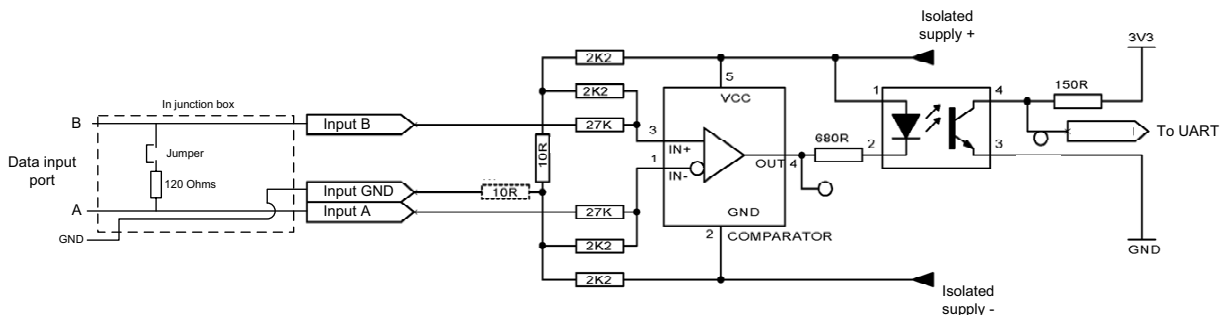 Isolated
supply +
3V3
2K2
5
VCC
2K2
1
4
150R
In junction box
B
Input B
27K
3
IN+
680R
2
3
To UART
Data input
port
Jumper
10R
1
IN-
OUT
4
120 Ohms
Input GND
10R
A
Input A
27K
GND
GND
2
COMPARATOR
2K2
GND
2K2
Isolated
supply -